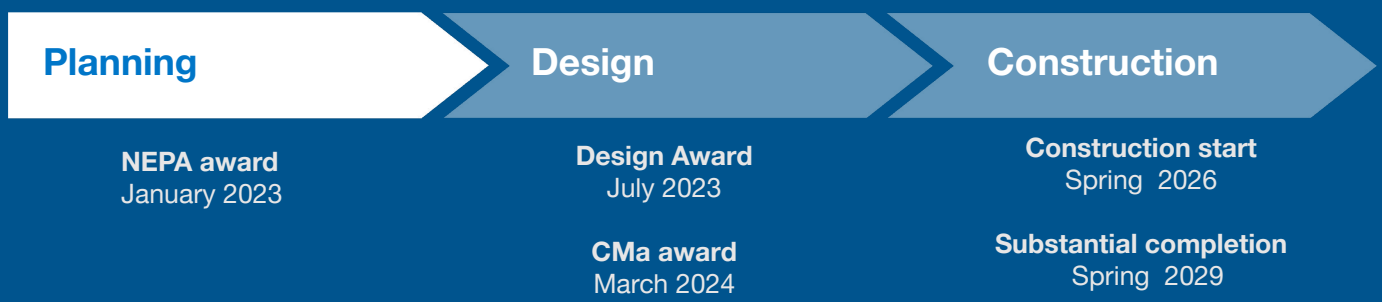 Planning
Design
Construction
NEPA award
January 2023
Design Award
July 2023
CMa award
March 2024
Construction start
Spring 2026
Substantial completion
Spring 2029